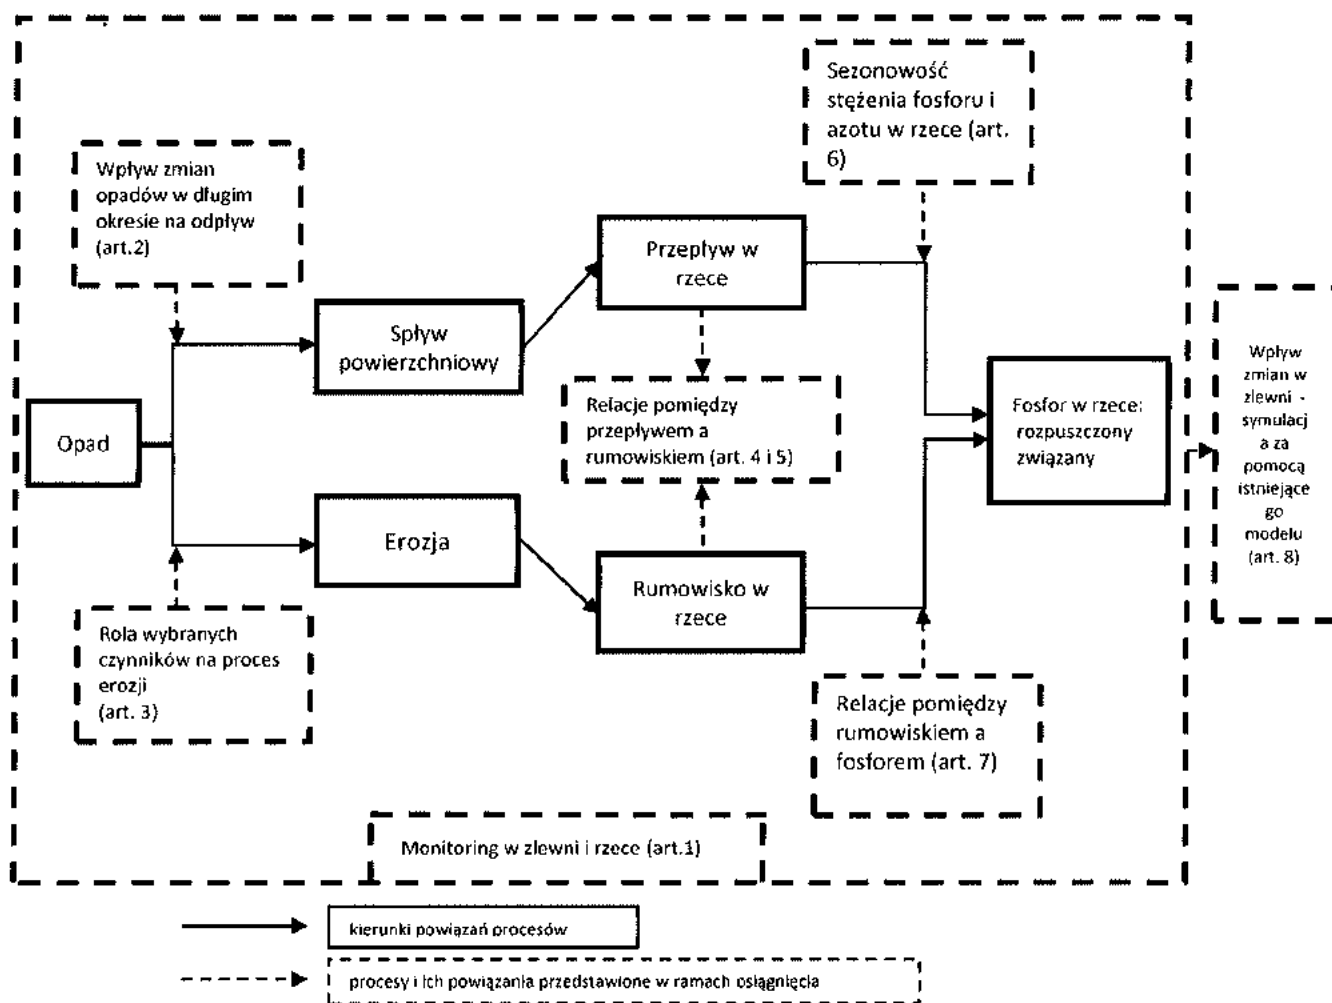 Sezonowość
stężenia fosforu i
azotu w rzece (art.
6)
Wpływ zmian
opadów w długim
okresie na odpływ
(art.2)
Przepływ w
rzece
Spływ
powierzchniowy
Opad
Relacje pomiędzy
przepływem a
rumowiskiem (art. 4 i 5)
Fosfor w rzece:
rozpuszczony
związany
Wpływ
zmian w
zlewni -
symulacj
a za
pomocą
istniejące
go
modelu
(art. 8)
Erozja
Rumowisko w
rzece
Rola wybranych
czynników na proces
erozji
(art. 3)
Relacje pomiędzy
rumowiskiem a
fosforem (art. 7)
Monitoring w zlewni i rzece (art.1)
kierunki powiązań procesów
procesy i ich powiązania przedstawione w ramach osiągnięcia